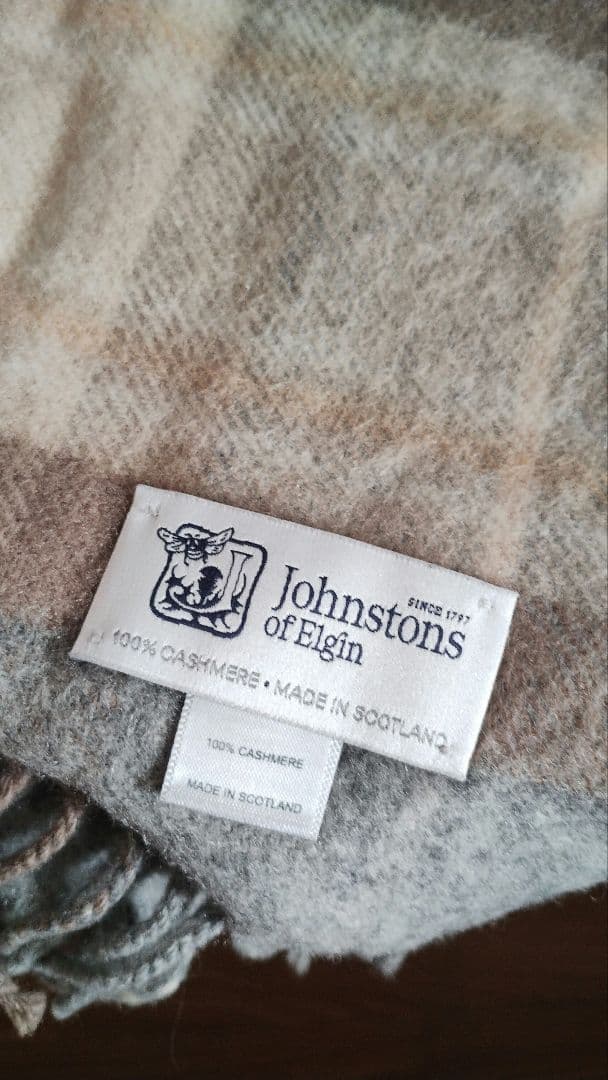 SINCE 1797
Johnstons
of Elgin
100% CASHMERE • MADE IN SCOTLAND
100% CASHMERE
MADE IN SCOTLAND